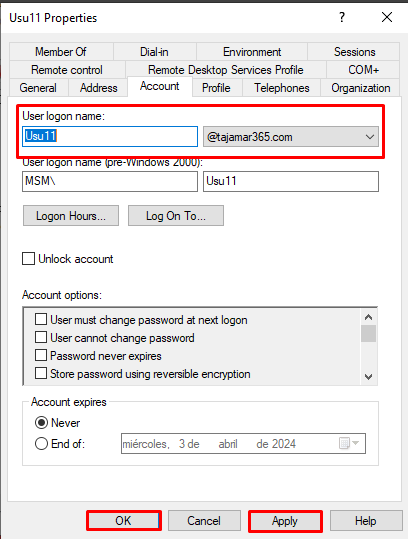 Usu11 Properties
Member Of Dial-in Environment Sessions
Remote control Remote Desktop Services Profile COM+
General Address Account Profile Telephones Organization
User logon name:
Usu11 @tajamar365.com
User logon name (pre-Windows 2000):
MSM\ Usu11
Logon Hours... Log On To...
Unlock account
Account options:
User must change password at next logon
User cannot change password
Password never expires
Store password using reversible encryption
Account expires
Never
End of: miércoles, 3 de abril de 2024
OK Cancel Apply Help